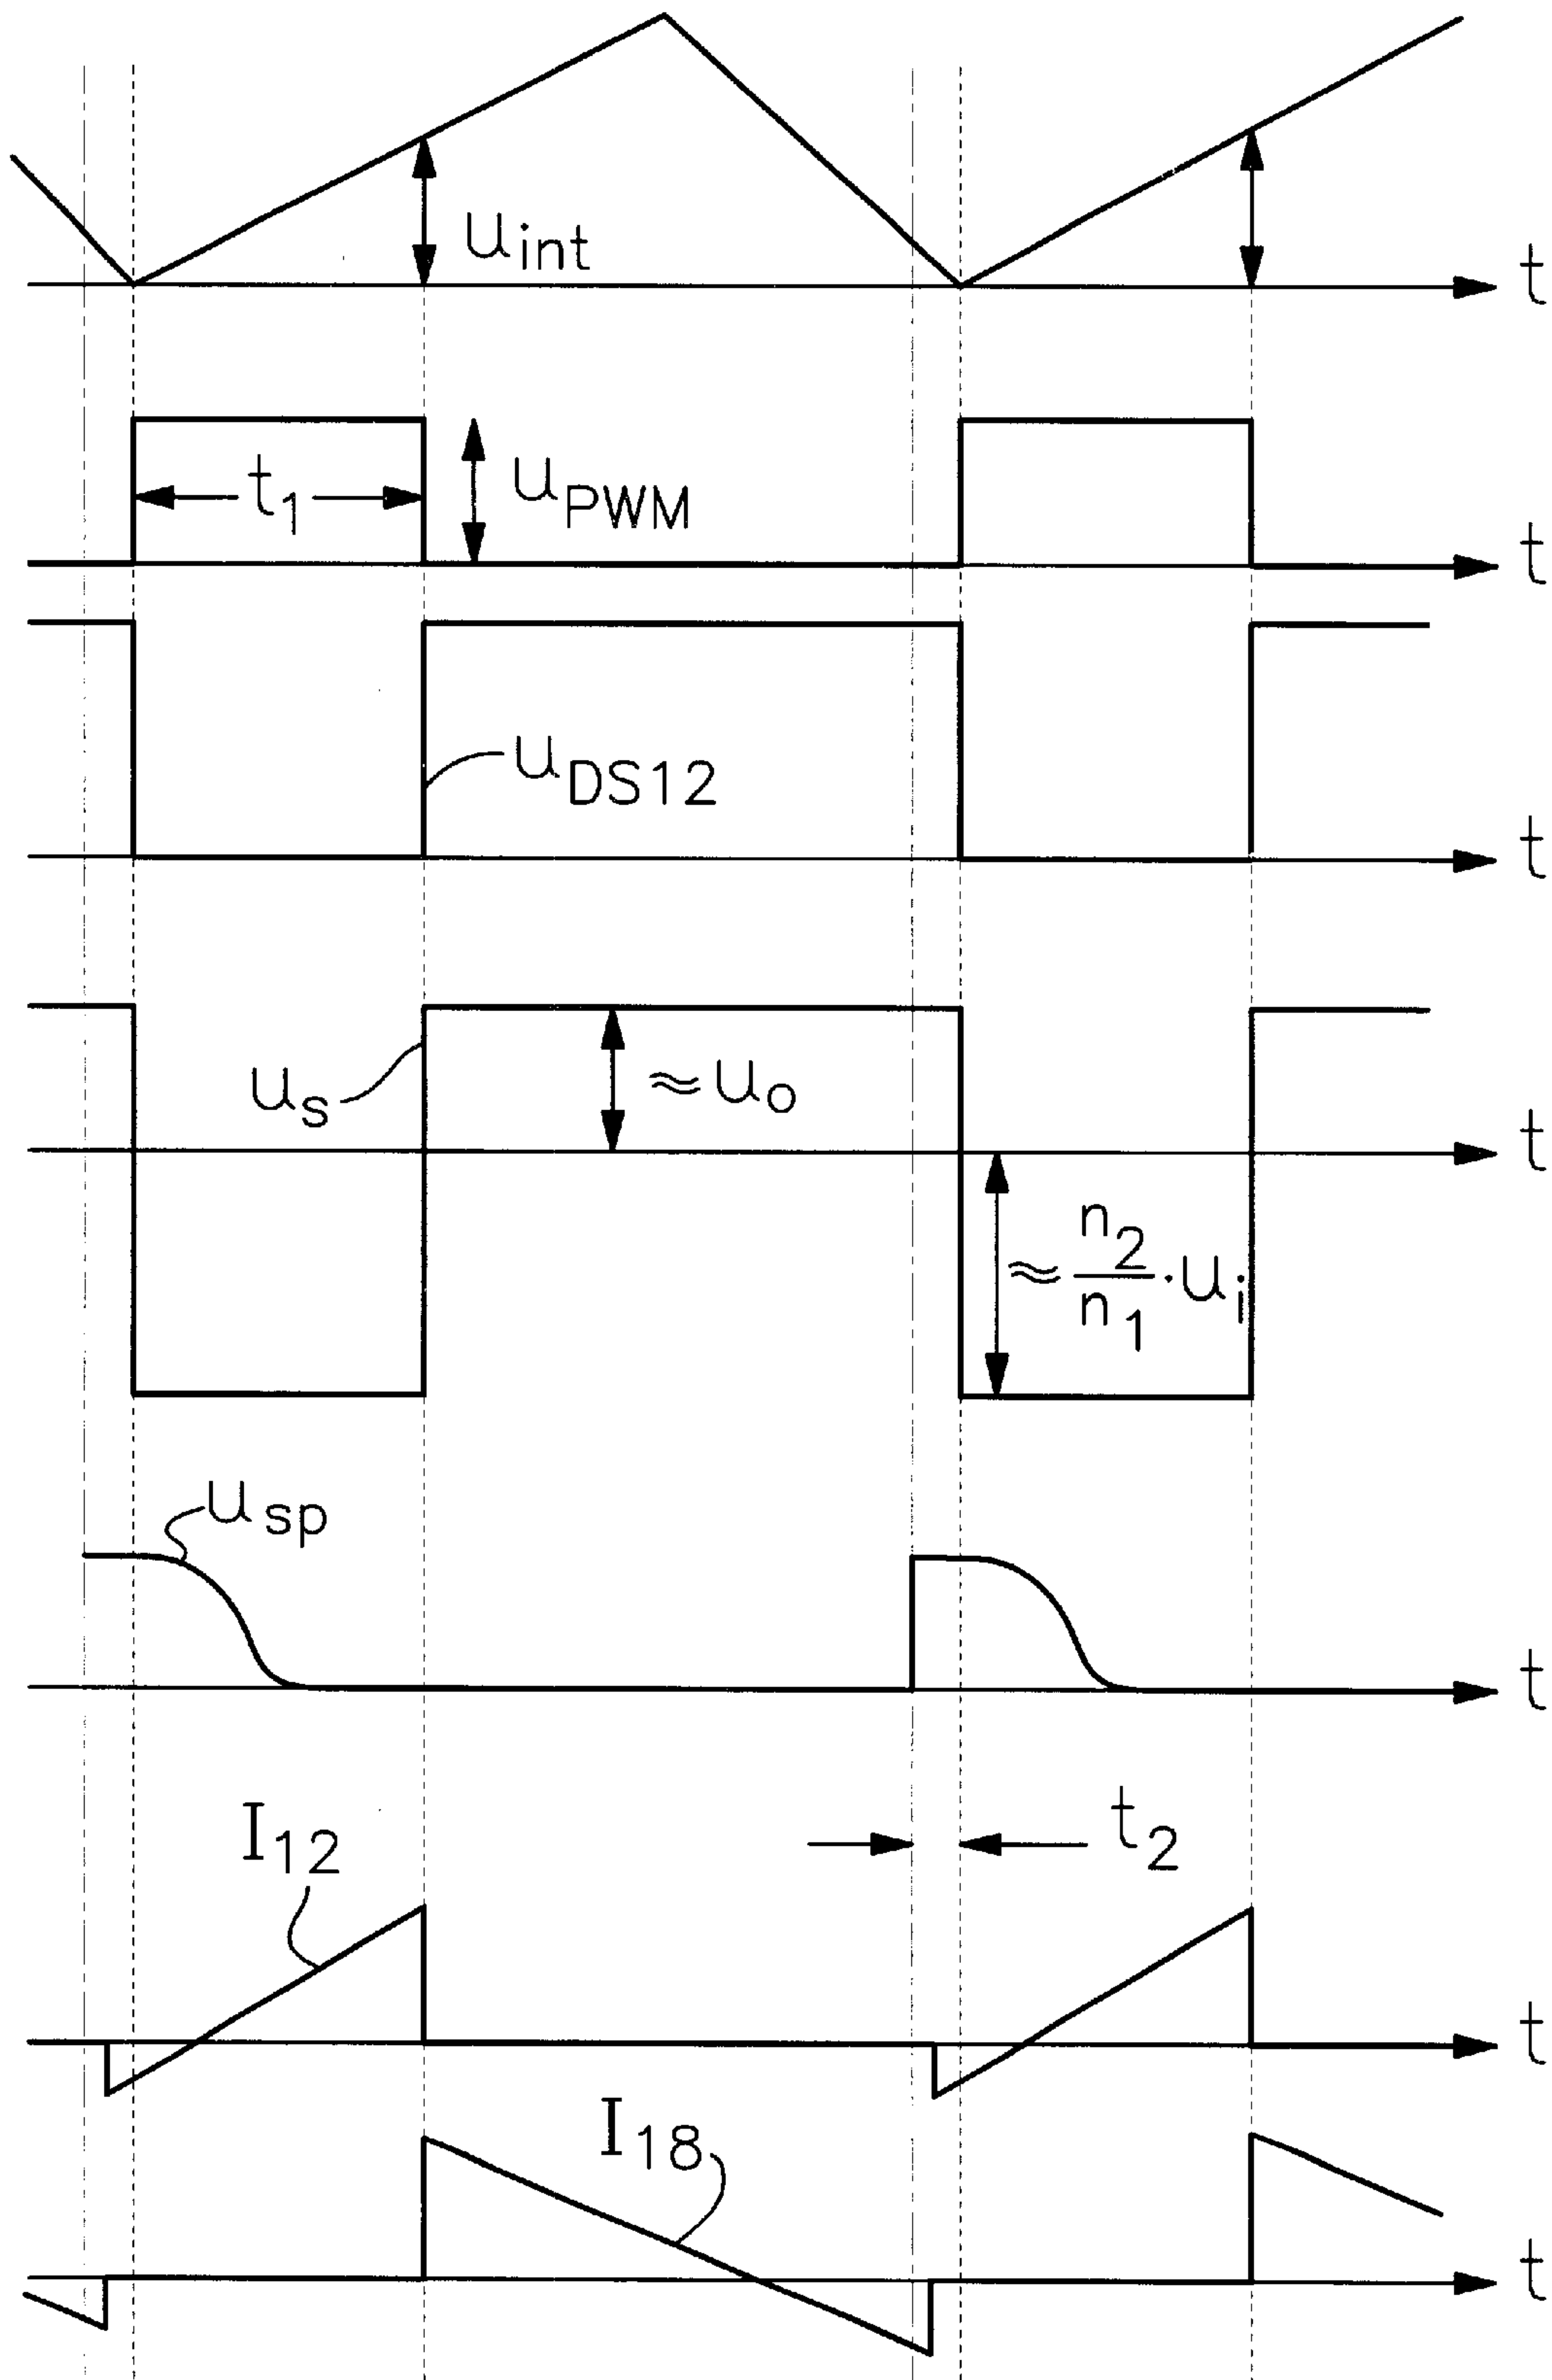 u_int
t
t_1
u_PWM
t
u_DS12
t
u_s
≈ u_o
t
≈ n_2/n_1 · u_i
u_sp
t
t_2
I_12
t
I_18
t